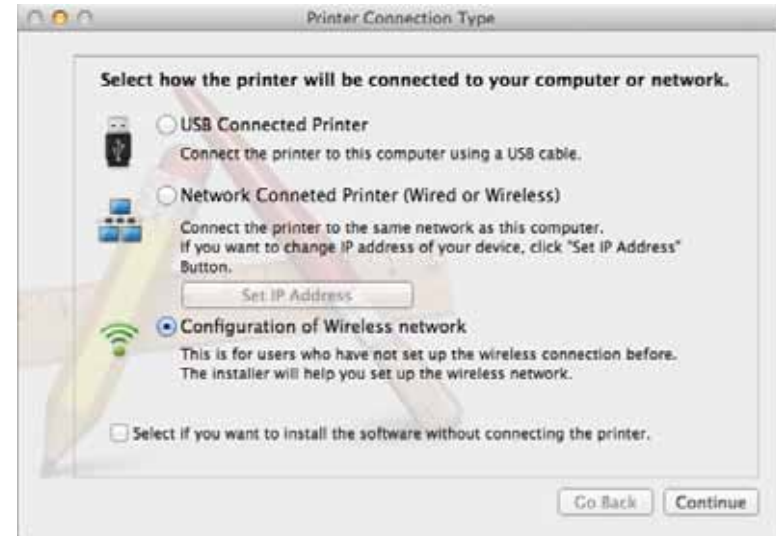 Printer Connection Type
Select how the printer will be connected to your computer or network.
USB Connected Printer
Connect the printer to this computer using a USB cable.
Network Conneted Printer (Wired or Wireless)
Connect the printer to the same network as this computer.
If you want to change IP address of your device, click "Set IP Address"
Button.
Set IP Address
Configuration of Wireless network
This is for users who have not set up the wireless connection before.
The installer will help you set up the wireless network.
Select if you want to install the software without connecting the printer.
Go Back Continue